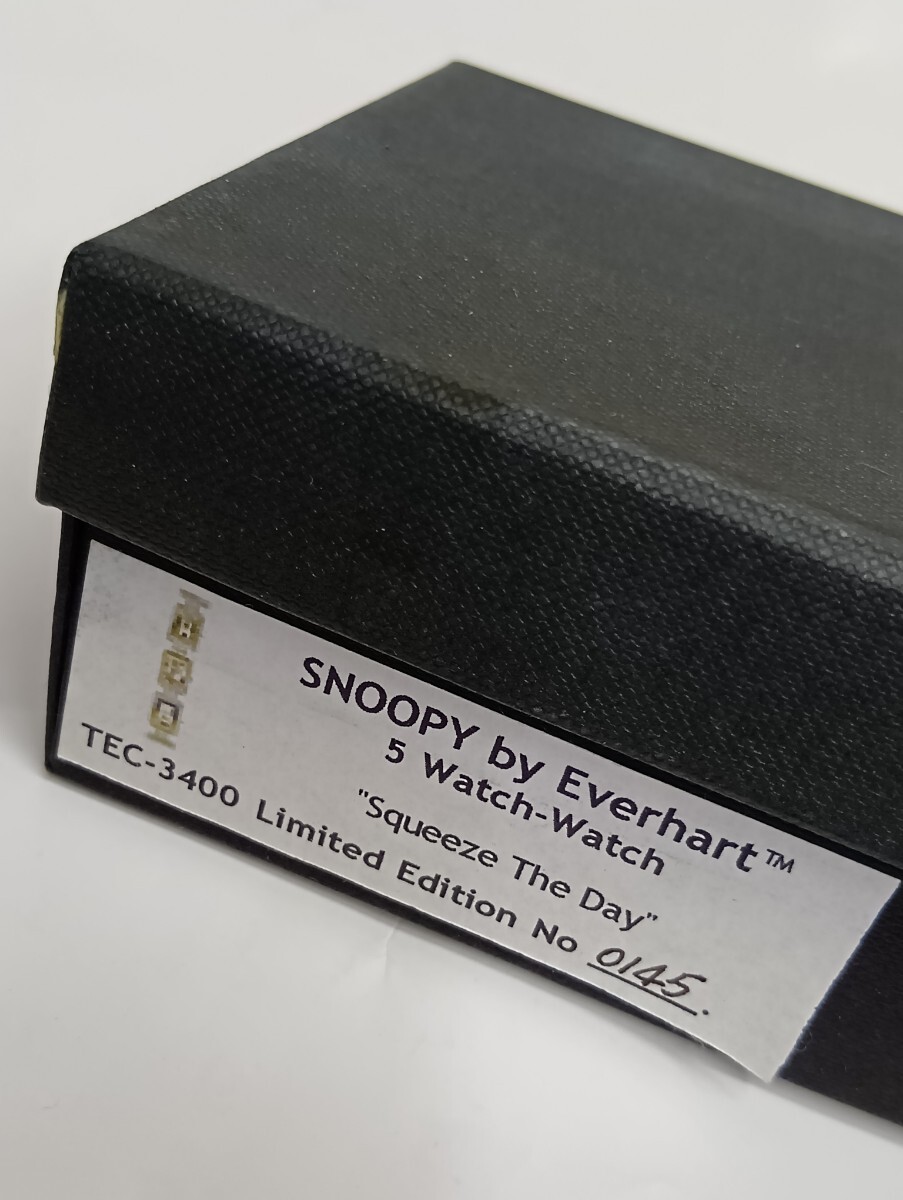 SNOOPY by Everhart™
5 Watch-Watch
"Squeeze The Day"
TEC-3400 Limited Edition No 0145.